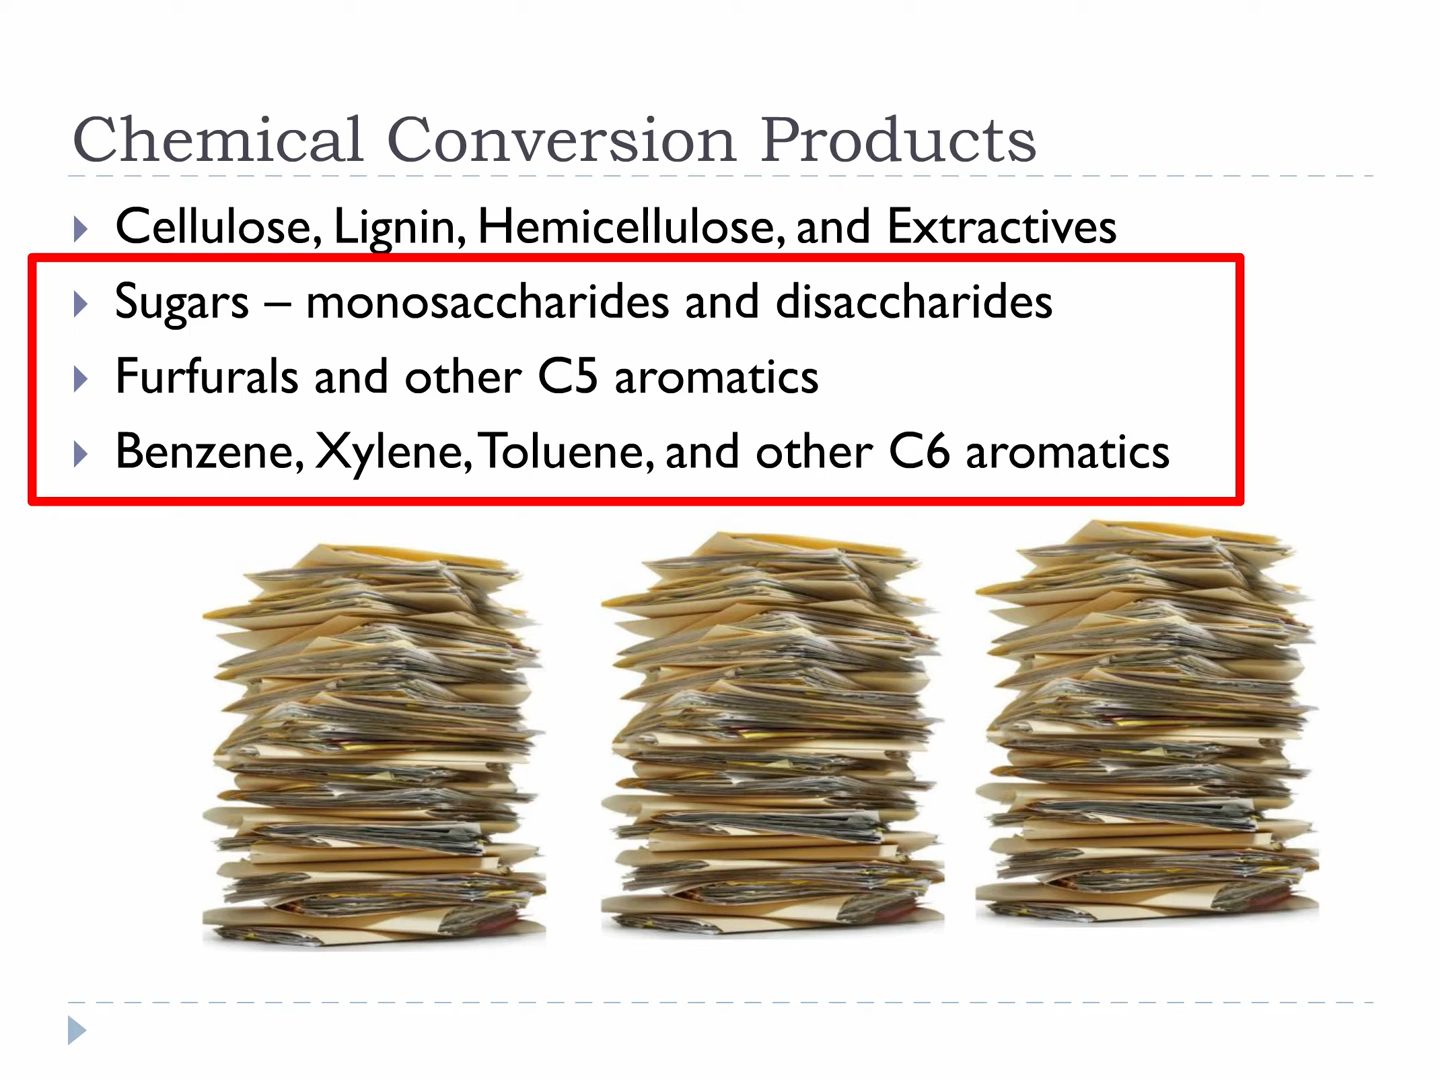 Chemical Conversion Products
Cellulose, Lignin, Hemicellulose, and Extractives
Sugars – monosaccharides and disaccharides
Furfurals and other C5 aromatics
Benzene, Xylene, Toluene, and other C6 aromatics